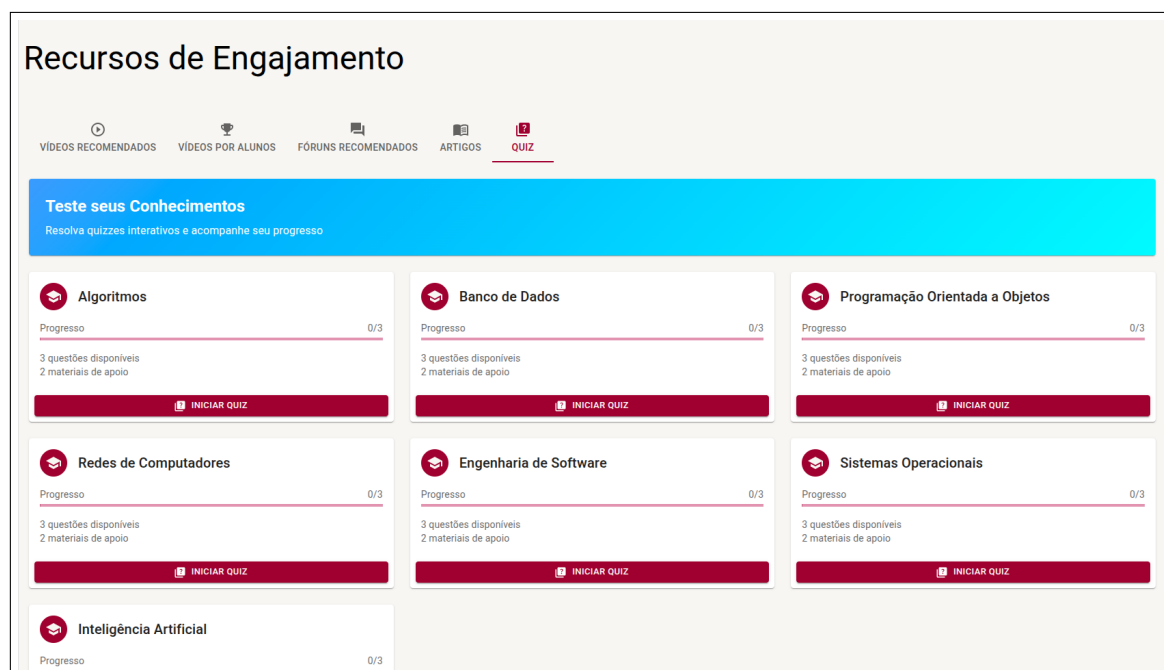 Recursos de Engajamento
VÍDEOS RECOMENDADOS VÍDEOS POR ALUNOS FÓRUNS RECOMENDADOS ARTIGOS QUIZ
Teste seus Conhecimentos
Resolva quizzes interativos e acompanhe seu progresso
Algoritmos
Progresso 0/3
3 questões disponíveis
2 materiais de apoio
INICIAR QUIZ
Banco de Dados
Progresso 0/3
3 questões disponíveis
2 materiais de apoio
INICIAR QUIZ
Programação Orientada a Objetos
Progresso 0/3
3 questões disponíveis
2 materiais de apoio
INICIAR QUIZ
Redes de Computadores
Progresso 0/3
3 questões disponíveis
2 materiais de apoio
INICIAR QUIZ
Engenharia de Software
Progresso 0/3
3 questões disponíveis
2 materiais de apoio
INICIAR QUIZ
Sistemas Operacionais
Progresso 0/3
3 questões disponíveis
2 materiais de apoio
INICIAR QUIZ
Inteligência Artificial
Progresso 0/3